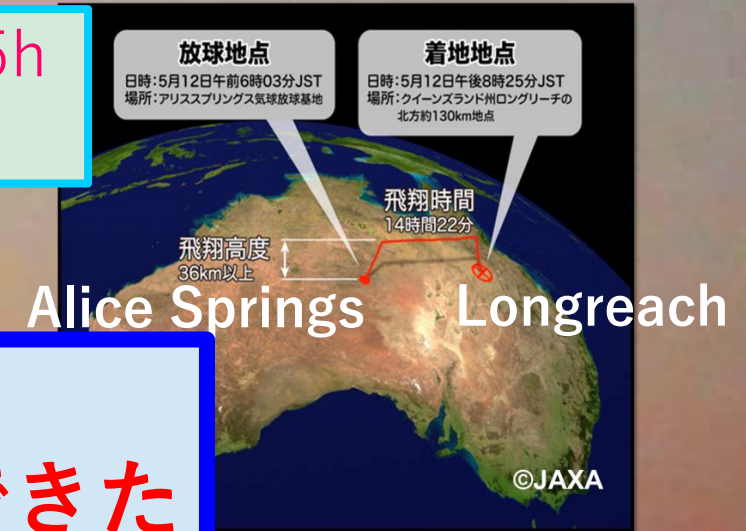 5h
放球地点
日時:5月12日午前6時03分JST
場所:アリススプリングス気球放球基地
着地地点
日時:5月12日午後8時25分JST
場所:クイーンズランド州ロングリーチの
北方約130km地点
飛翔時間
14時間22分
飛翔高度
36km以上
Alice Springs
Longreach
できた
©JAXA